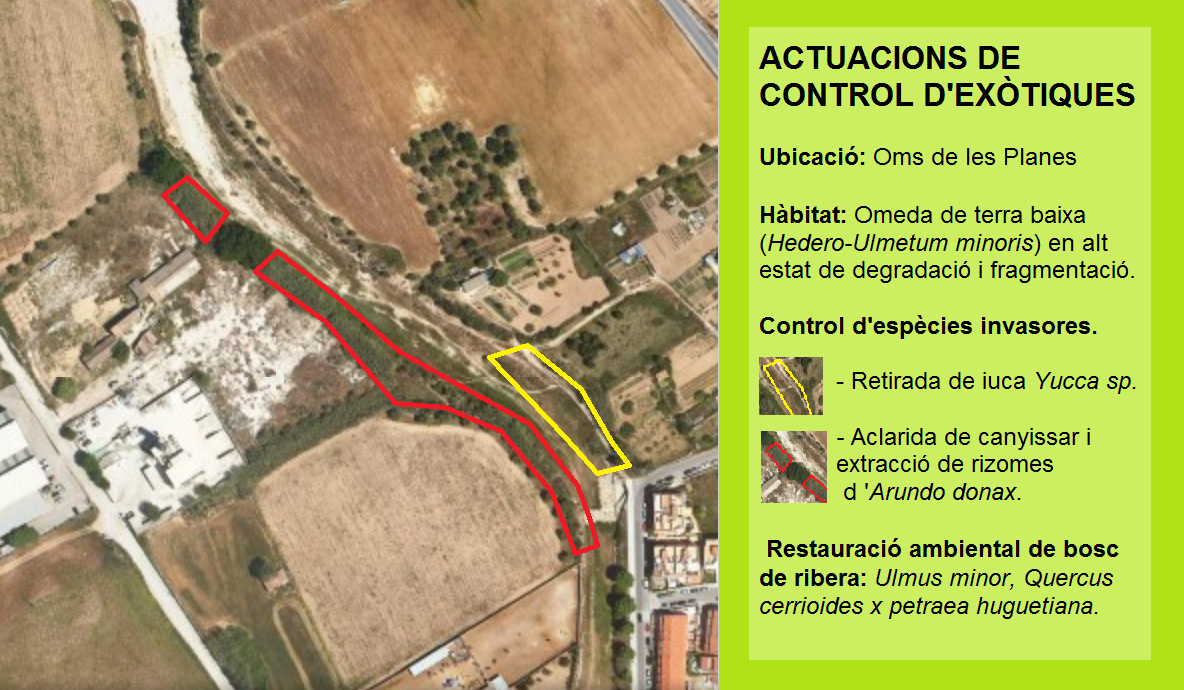 ACTUACIONS DE
CONTROL D'EXÒTIQUES
Ubicació: Oms de les Planes
Hàbitat: Omeda de terra baixa
(Hedero-Ulmetum minoris) en alt
estat de degradació i fragmentació.
Control d'espècies invasores.
- Retirada de iuca Yucca sp.
- Aclarida de canyissar i
extracció de rizomes
d 'Arundo donax.
Restauració ambiental de bosc
de ribera: Ulmus minor, Quercus
cerrioides x petraea huguetiana.